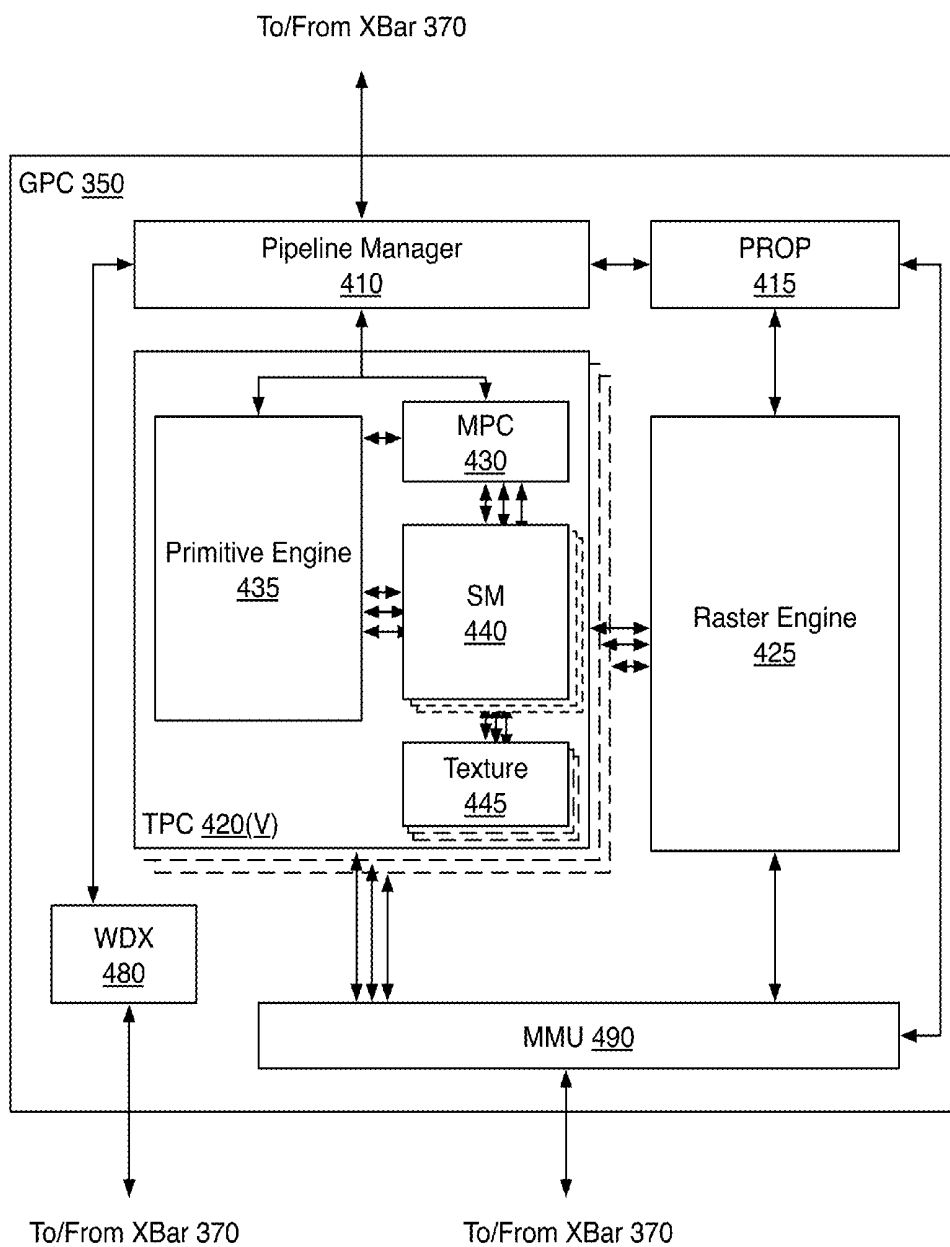 To/From XBar 370
GPC 350
Pipeline Manager
410
PROP
415
MPC
430
Primitive Engine
435
SM
440
Raster Engine
425
Texture
445
TPC 420(V)
WDX
480
MMU 490
To/From XBar 370
To/From XBar 370